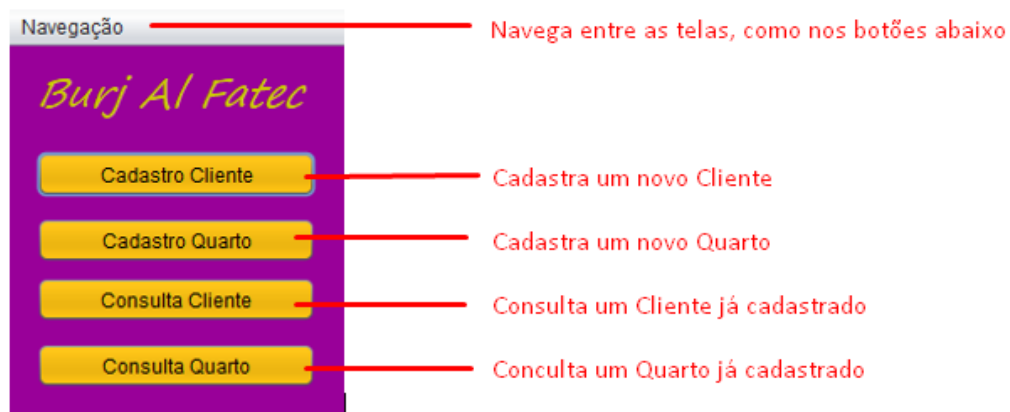 Navegação
Navega entre as telas, como nos botões abaixo
Burj Al Fatec
Cadastro Cliente
Cadastra um novo Cliente
Cadastro Quarto
Cadastra um novo Quarto
Consulta Cliente
Consulta um Cliente já cadastrado
Consulta Quarto
Conculta um Quarto já cadastrado